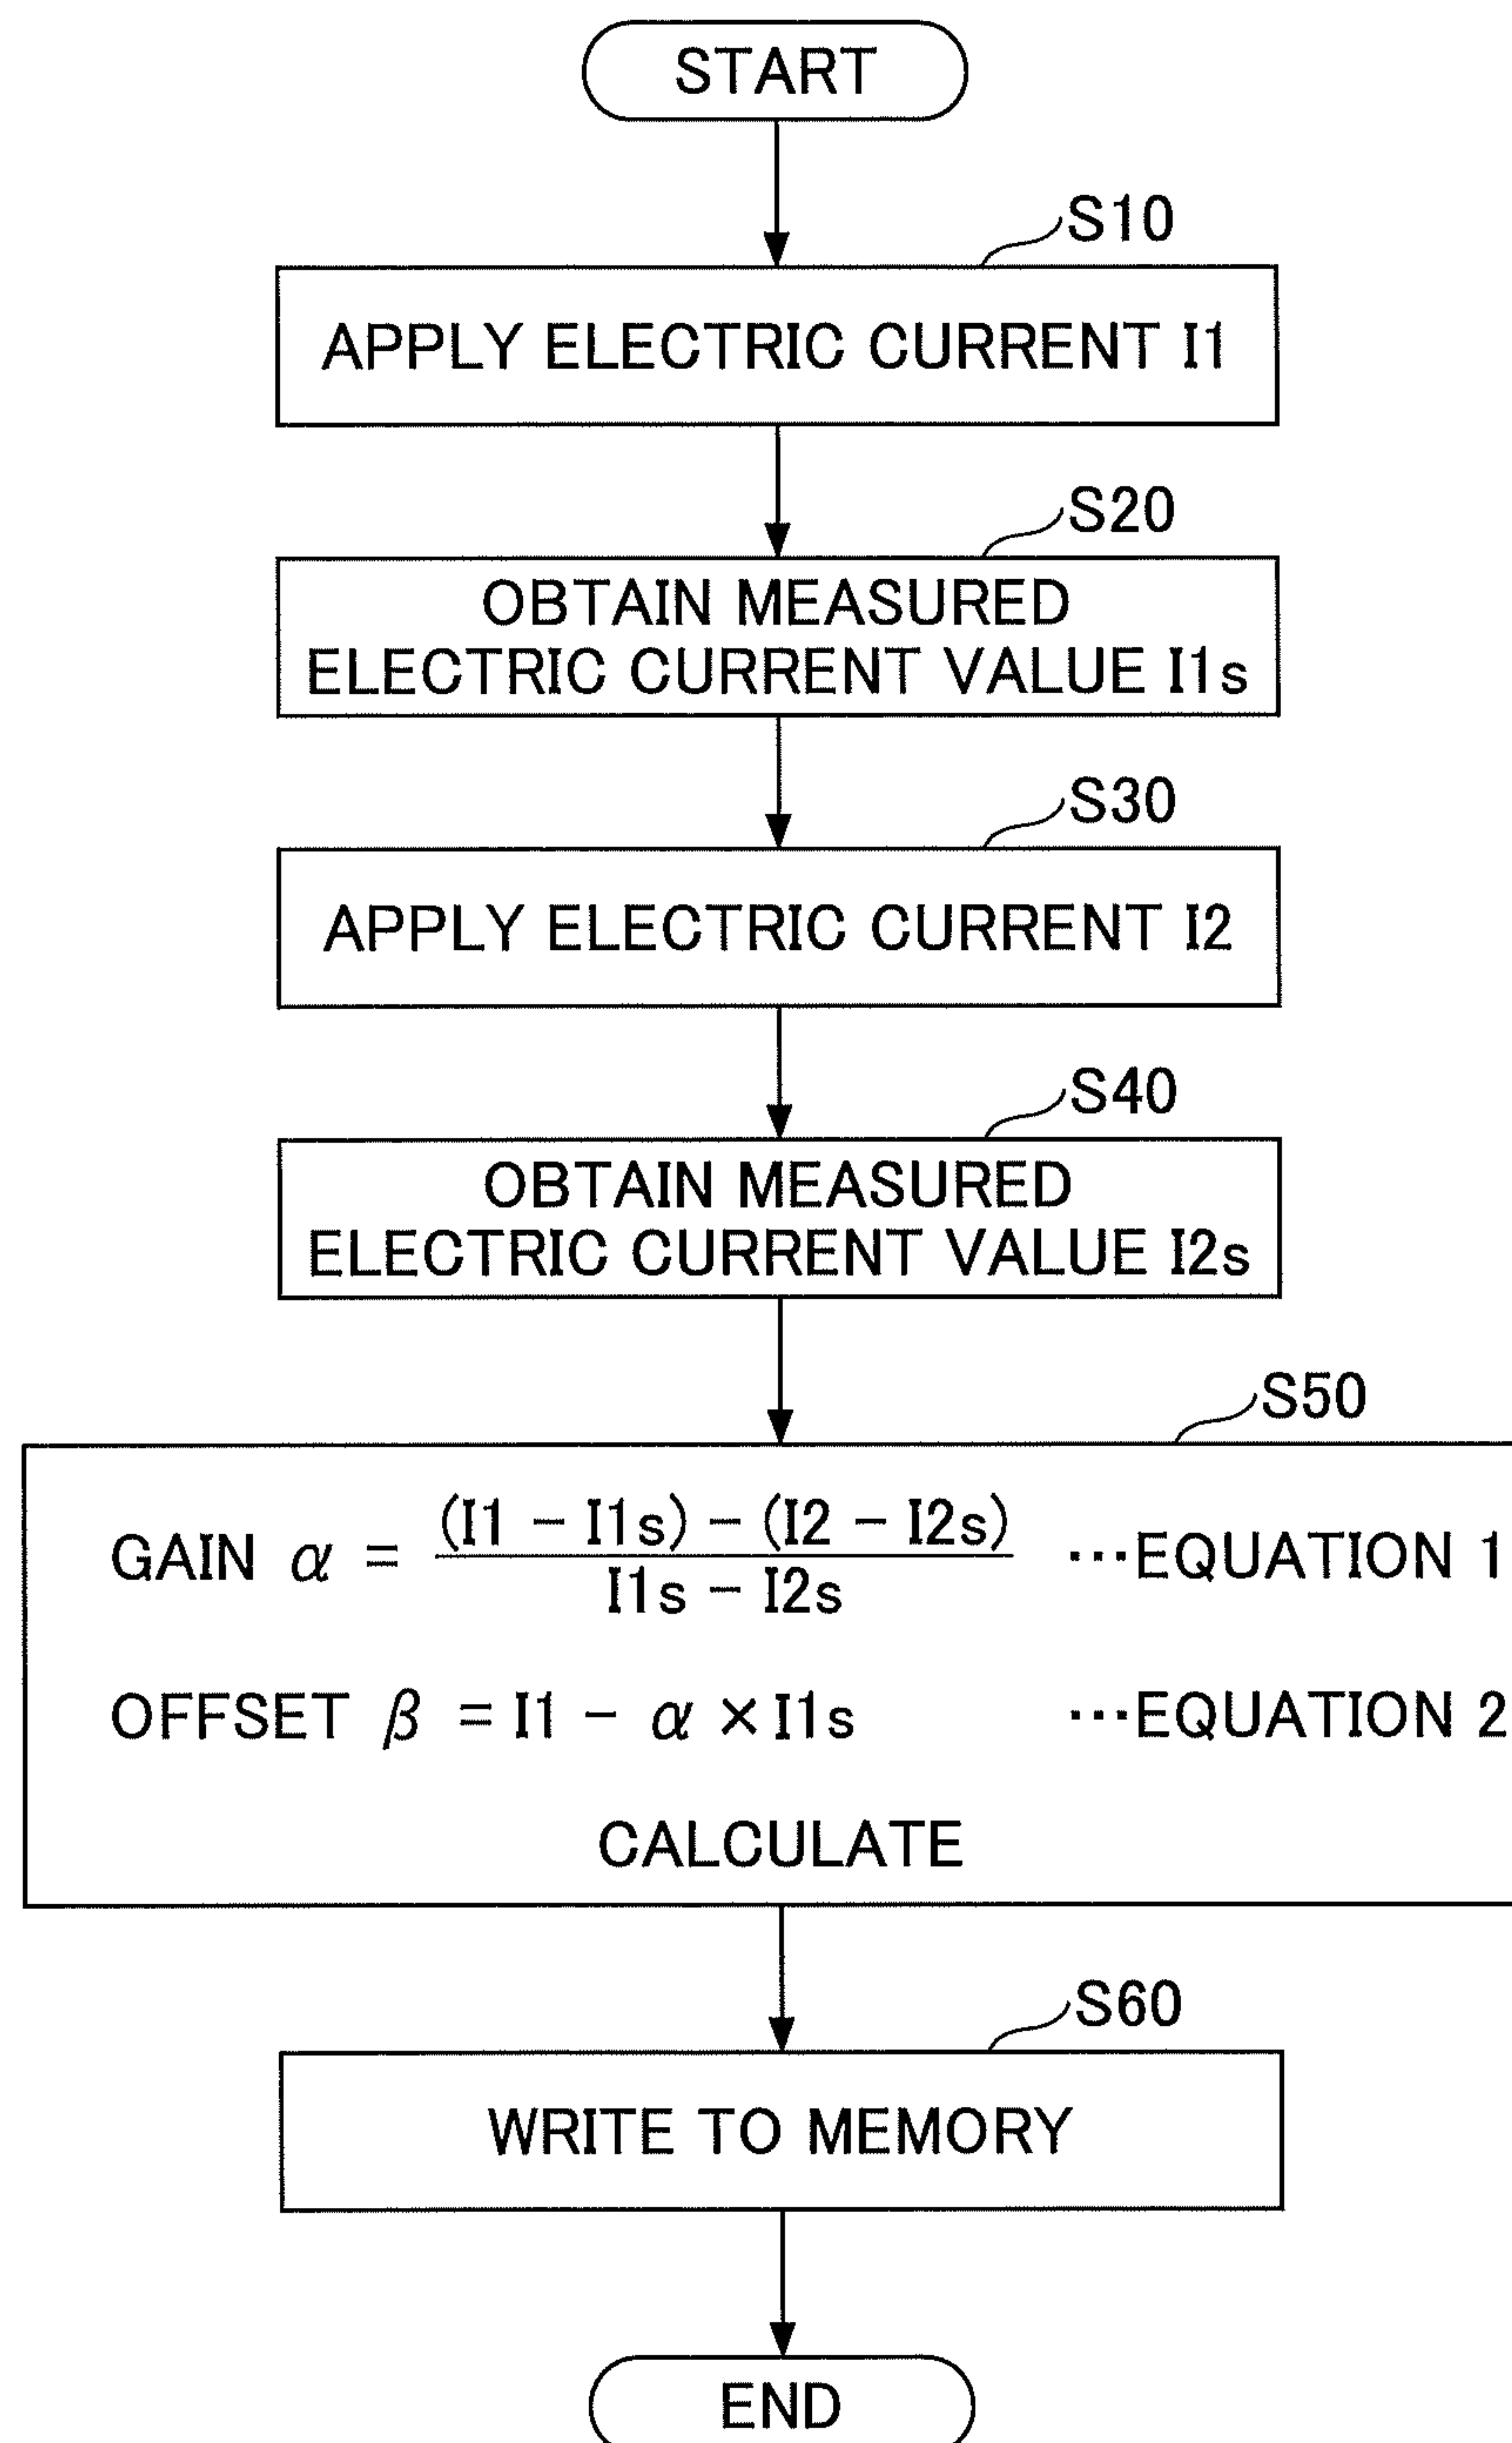 START
S10
APPLY ELECTRIC CURRENT I1
S20
OBTAIN MEASURED
ELECTRIC CURRENT VALUE I1s
S30
APPLY ELECTRIC CURRENT I2
S40
OBTAIN MEASURED
ELECTRIC CURRENT VALUE I2s
S50
GAIN α = (I1 − I1s) − (I2 − I2s) / I1s − I2s ⋯EQUATION 1
OFFSET β = I1 − α × I1s ⋯EQUATION 2
CALCULATE
S60
WRITE TO MEMORY
END